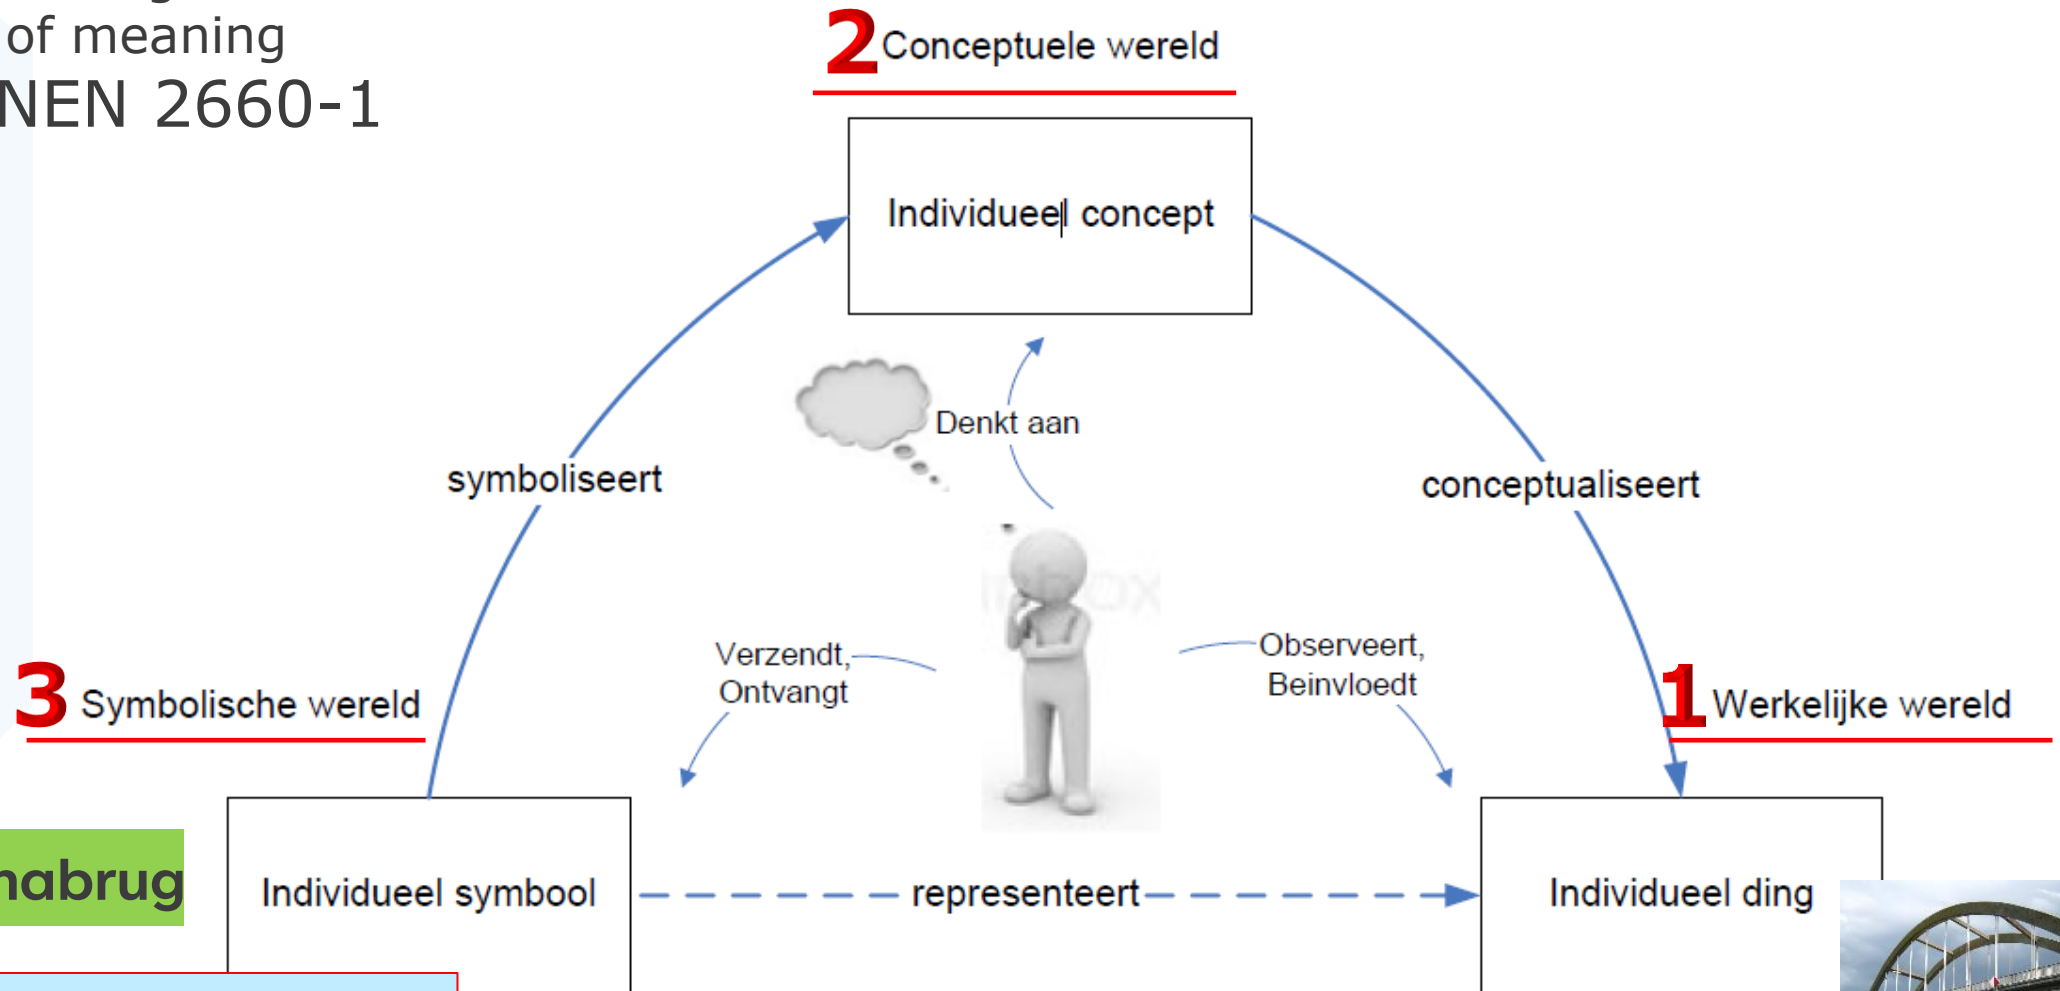 of meaning
NEN 2660-1
2 Conceptuele wereld
Individueel concept
Denkt aan
symboliseert
conceptualiseert
Verzendt,
Ontvangt
Observeert,
Beinvloedt
3 Symbolische wereld
1 Werkelijke wereld
nabrug
Individueel symbool
representeert
Individueel ding